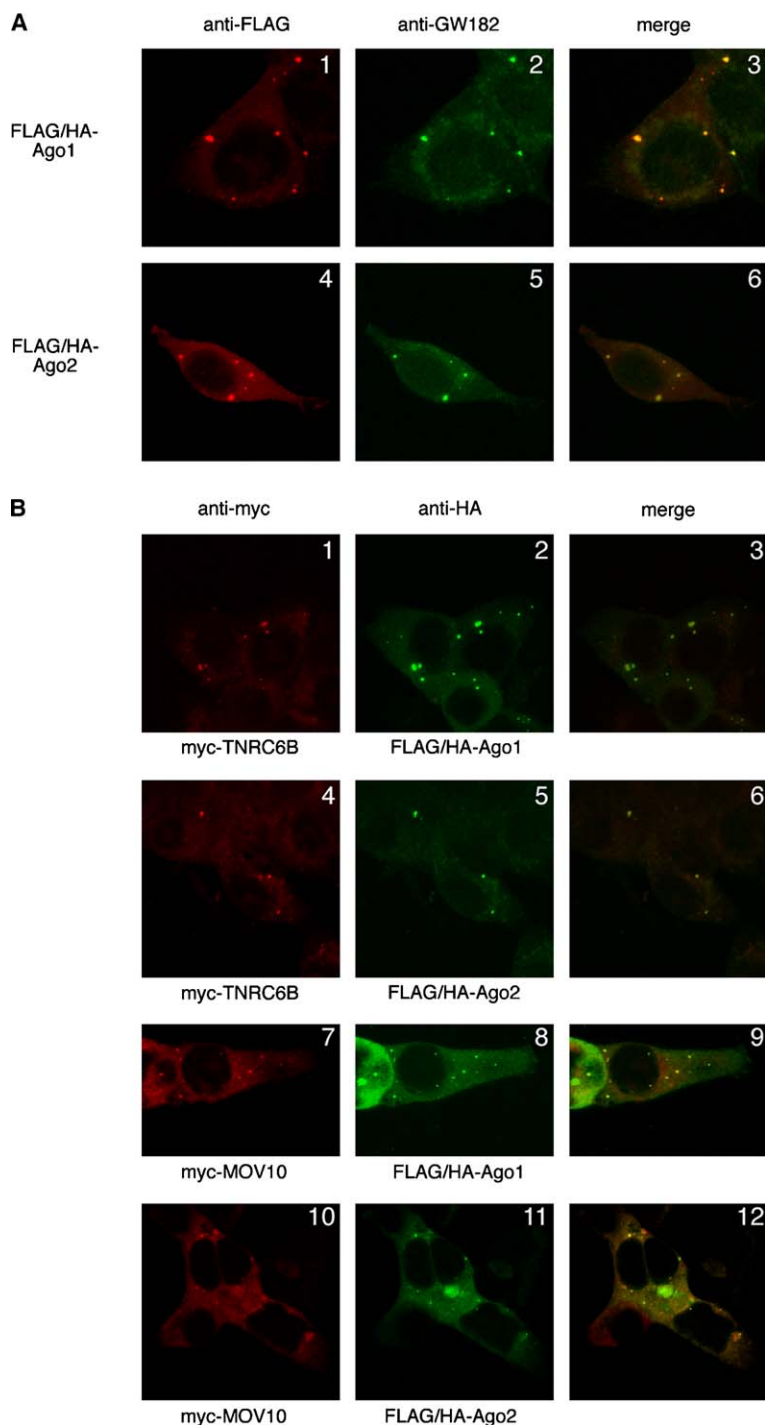 A
anti-FLAG anti-GW182 merge
FLAG/HA-
Ago1
1 2 3
FLAG/HA-
Ago2
4 5 6
B
anti-myc anti-HA merge
1 2 3
myc-TNRC6B FLAG/HA-Ago1
4 5 6
myc-TNRC6B FLAG/HA-Ago2
7 8 9
myc-MOV10 FLAG/HA-Ago1
10 11 12
myc-MOV10 FLAG/HA-Ago2